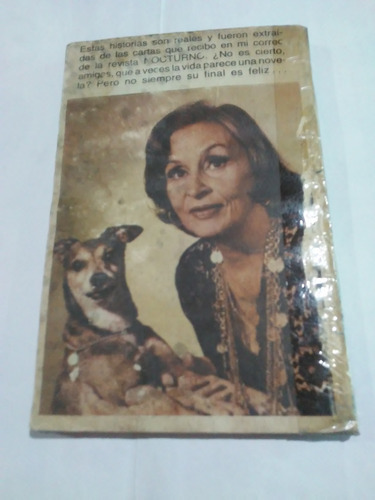 Estas historias son reales y fueron extraí-
das de las cartas que recibo en mi correo
de la revista NOCTURNO. ¿No es cierto,
amigos, que a veces la vida parece una nove-
la? Pero no siempre su final es feliz...